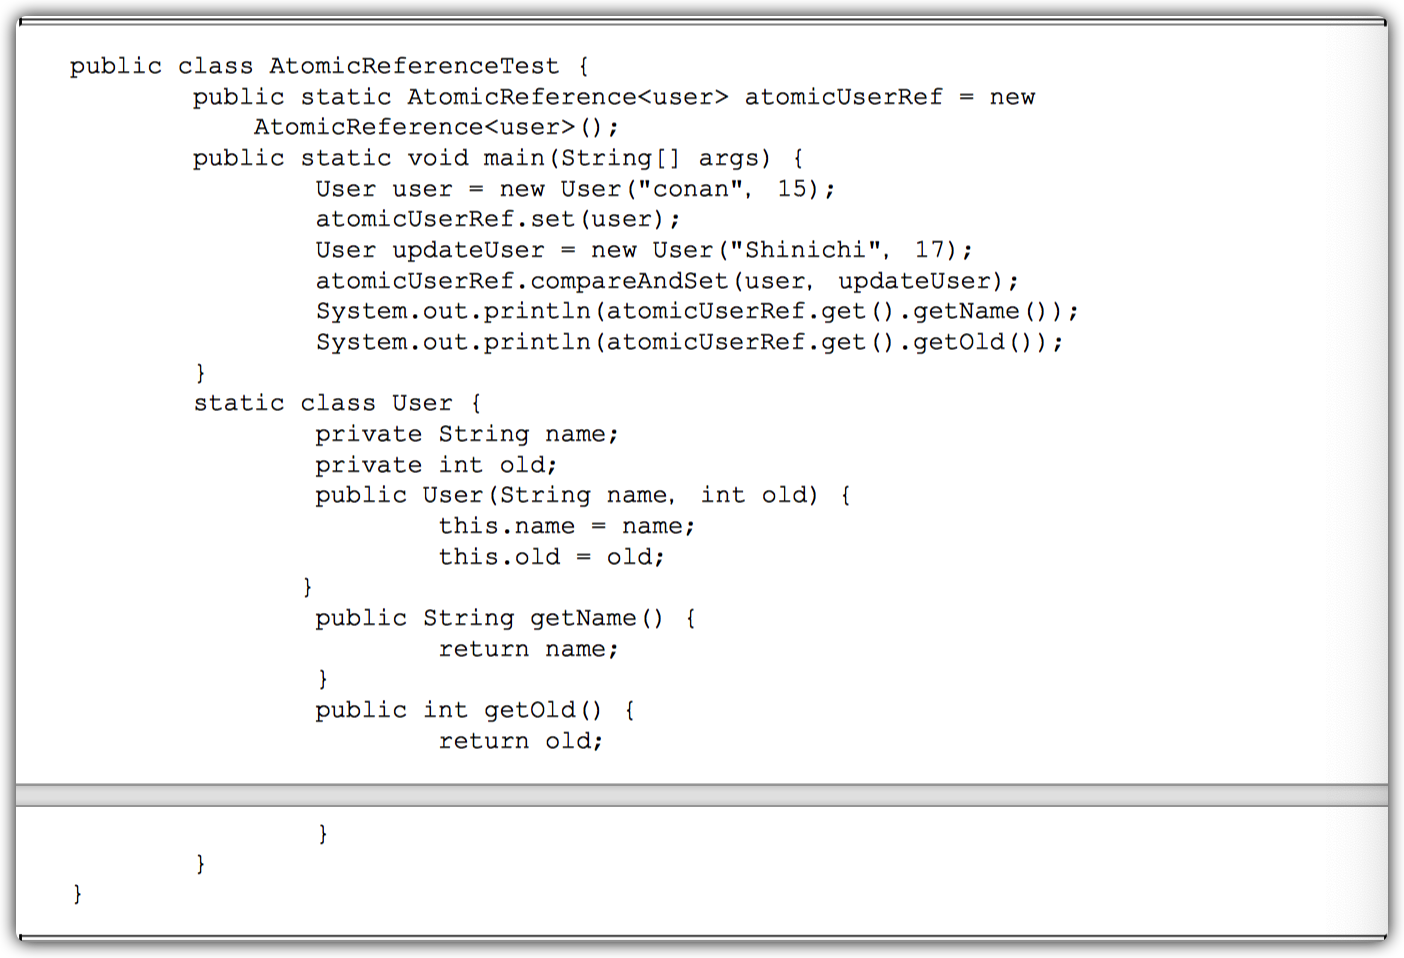 public class AtomicReferenceTest {
public static AtomicReference<user> atomicUserRef = new
AtomicReference<user>();
public static void main(String[] args) {
User user = new User("conan", 15);
atomicUserRef.set(user);
User updateUser = new User("Shinichi", 17);
atomicUserRef.compareAndSet(user, updateUser);
System.out.println(atomicUserRef.get().getName());
System.out.println(atomicUserRef.get().getOld());
}
static class User {
private String name;
private int old;
public User(String name, int old) {
this.name = name;
this.old = old;
}
public String getName() {
return name;
}
public int getOld() {
return old;
}
}
}